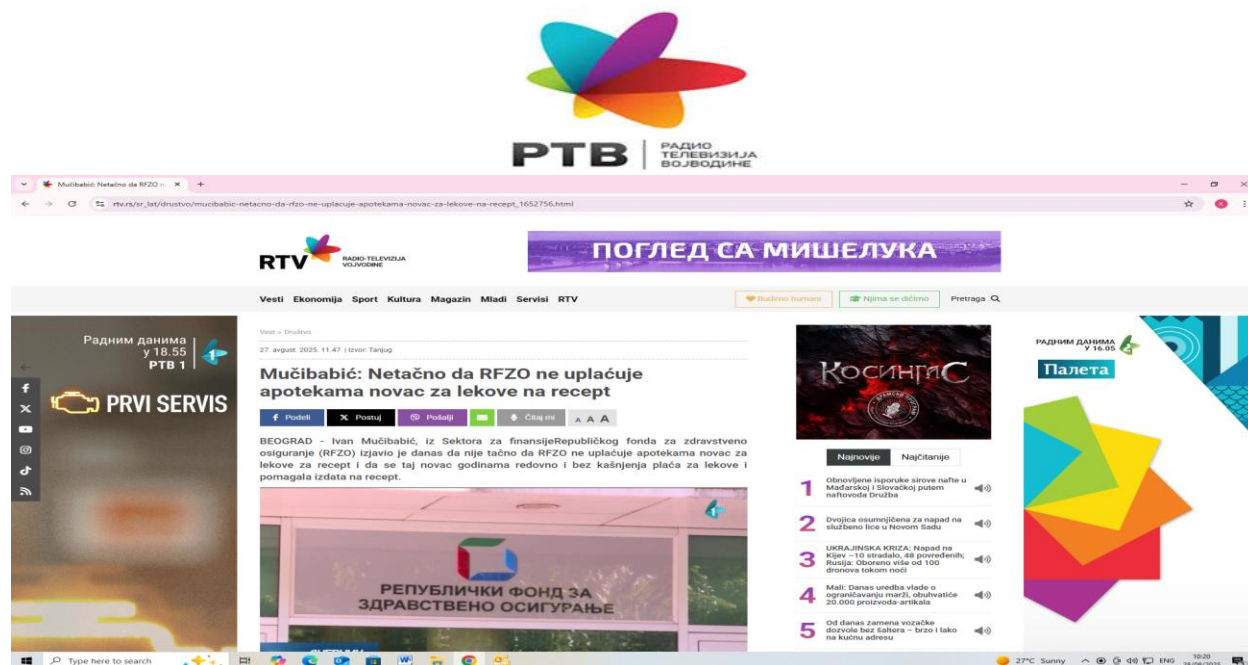 РТВ
РАДИО
ТЕЛЕВИЗИЈА
ВОЈВОДИНЕ
Mučibabić: Netačno da RFZO n
rtv.rs/sr_lat/drustvo/mucibabic-netacno-da-rfzo-ne-uplacuje-apotekama-novac-za-lekove-na-recept_1652756.html
RTV
RADIO-TELEVIZIJA
VOJVODINE
ПОГЛЕД СА МИШЕЛУКА
Vesti Ekonomija Sport Kultura Magazin Mladi Servisi RTV
Budimo humani
Njima se dičimo
Pretraga
Радним данима
у 18.55
РТВ 1
1
PRVI SERVIS
Vesti » Društvo
27. avgust 2025. 11.47 | Izvor: Tanjug
Mučibabić: Netačno da RFZO ne uplaćuje
apotekama novac za lekove na recept
Podeli
Postuj
Pošalji
Čitaj mi
A A A
BEOGRAD - Ivan Mučibabić, iz Sektora za finansijeRepubličkog fonda za zdravstveno
osiguranje (RFZO) izjavio je danas da nije tačno da RFZO ne uplaćuje apotekama novac za
lekove za recept i da se taj novac godinama redovno i bez kašnjenja plaća za lekove i
pomagala izdata na recept.
РЕПУБЛИЧКИ ФОНД ЗА
ЗДРАВСТВЕНО ОСИГУРАЊЕ
КОСИНГАС
Najnovije
Najčitanije
1
Obnovljene isporuke sirove nafte u
Mađarskoj i Slovačkoj putem
naftovoda Družba
2
Dvojica osumnjičena za napad na
službeno lice u Novom Sadu
3
UKRAJINSKA KRIZA: Napad na
Kijev –10 stradalo, 48 povređenih;
Rusija: Oboreno više od 100
dronova tokom noći
4
Mali: Danas uredba vlade o
ograničavanju marži, obuhvatiće
20.000 proizvoda-artikala
5
Od danas zamena vozačke
dozvole bez šaltera – brzo i lako
na kućnu adresu
РАДНИМ ДАНИМА
У 16.05
2
Палета
Type here to search
27°C Sunny
ENG
10:20
28/08/2025